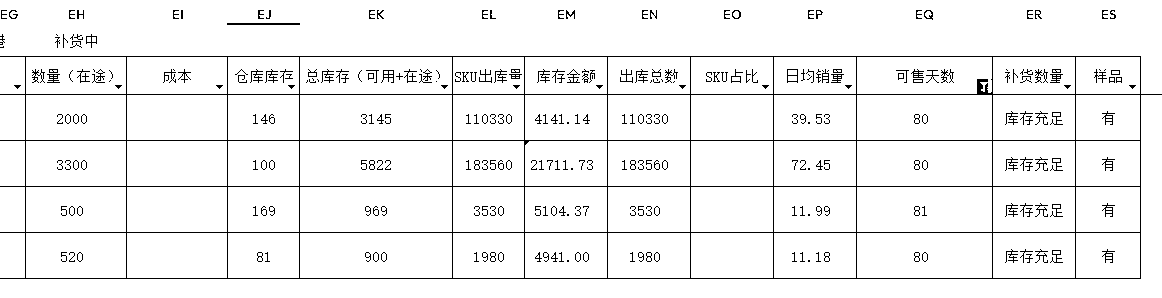 EG EH EI EJ EK EL EM EN EO EP EQ ER ES
补货中
数量（在途） 成本 仓库库存 总库存（可用+在途） SKU出库量 库存金额 出库总数 SKU占比 日均销量 可售天数 补货数量 样品
2000 146 3145 110330 4141.14 110330 39.53 80 库存充足 有
3300 100 5822 183560 21711.73 183560 72.45 80 库存充足 有
500 169 969 3530 5104.37 3530 11.99 81 库存充足 有
520 81 900 1980 4941.00 1980 11.18 80 库存充足 有